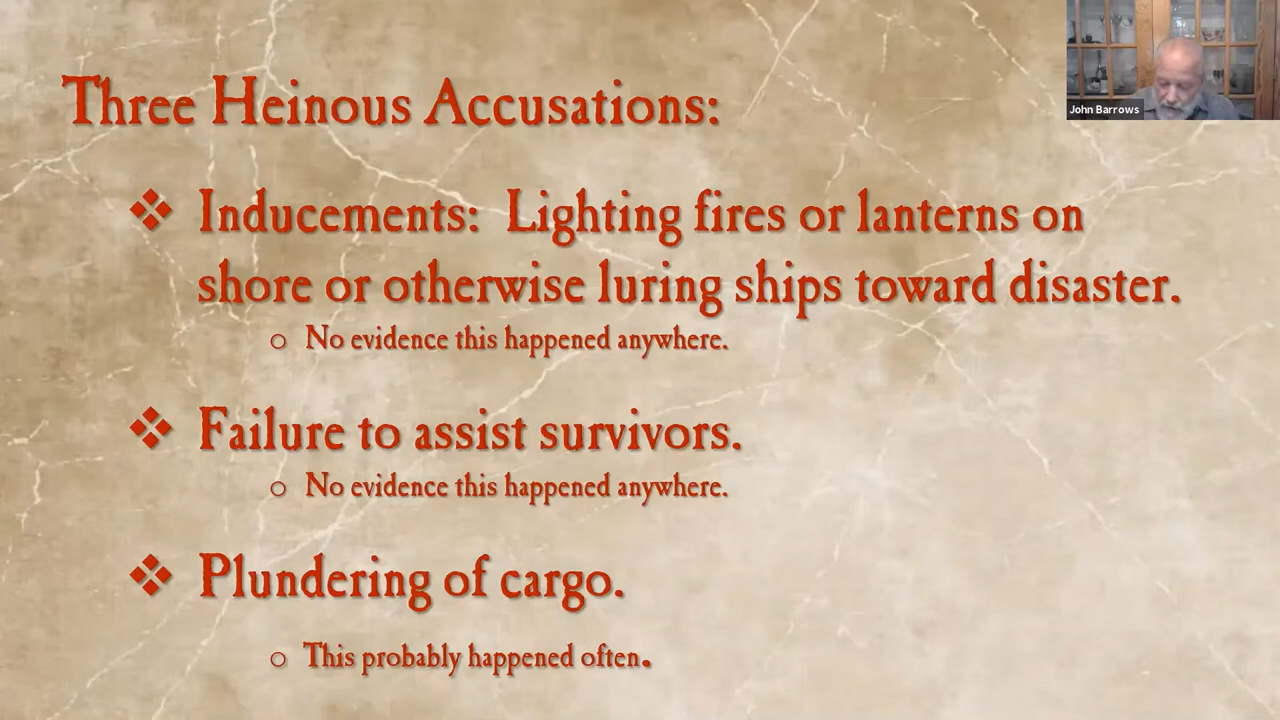 John Barrows
Three Heinous Accusations:
❖ Inducements: Lighting fires or lanterns on
shore or otherwise luring ships toward disaster.
o No evidence this happened anywhere.
❖ Failure to assist survivors.
o No evidence this happened anywhere.
❖ Plundering of cargo.
o This probably happened often.